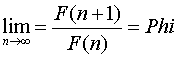 lim n→∞ = F(n+1) / F(n) = Phi